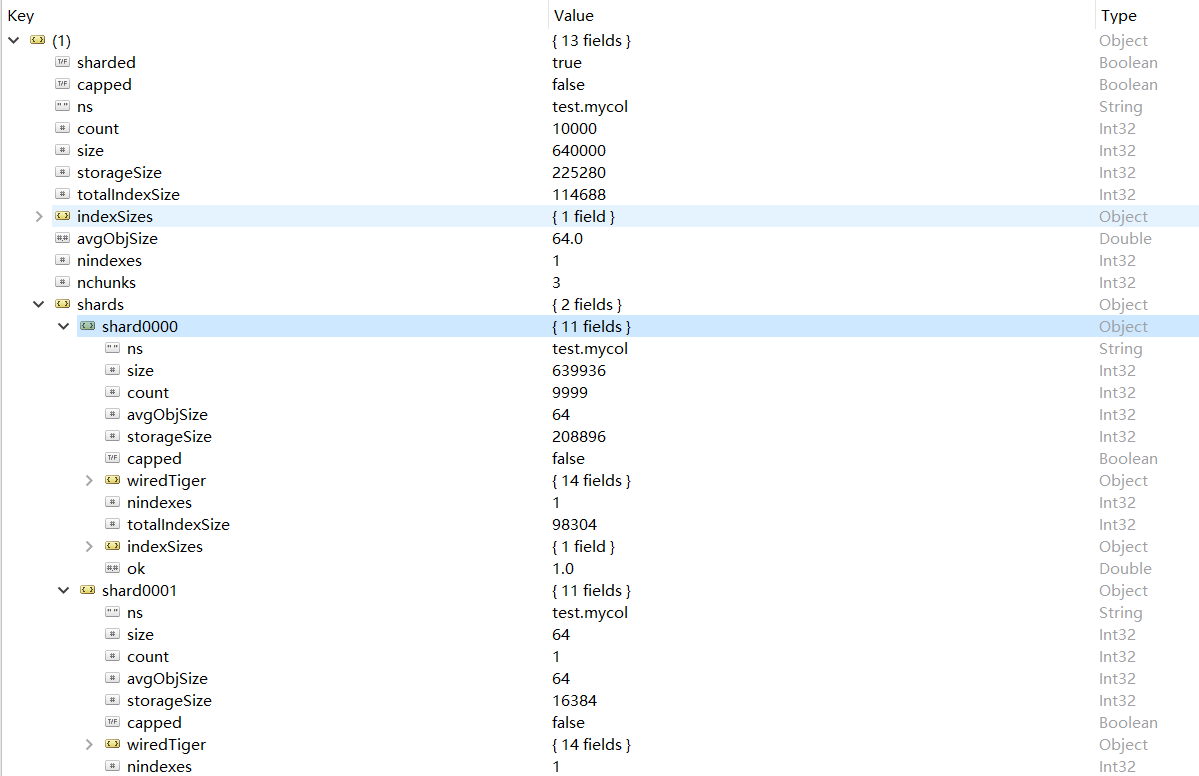 Key Value Type
(1) { 13 fields } Object
T/F sharded true Boolean
T/F capped false Boolean
" " ns test.mycol String
# count 10000 Int32
# size 640000 Int32
# storageSize 225280 Int32
# totalIndexSize 114688 Int32
{ } indexSizes { 1 field } Object
#.# avgObjSize 64.0 Double
# nindexes 1 Int32
# nchunks 3 Int32
{ } shards { 2 fields } Object
{ } shard0000 { 11 fields } Object
" " ns test.mycol String
# size 639936 Int32
# count 9999 Int32
# avgObjSize 64 Int32
# storageSize 208896 Int32
T/F capped false Boolean
{ } wiredTiger { 14 fields } Object
# nindexes 1 Int32
# totalIndexSize 98304 Int32
{ } indexSizes { 1 field } Object
#.# ok 1.0 Double
{ } shard0001 { 11 fields } Object
" " ns test.mycol String
# size 64 Int32
# count 1 Int32
# avgObjSize 64 Int32
# storageSize 16384 Int32
T/F capped false Boolean
{ } wiredTiger { 14 fields } Object
# nindexes 1 Int32